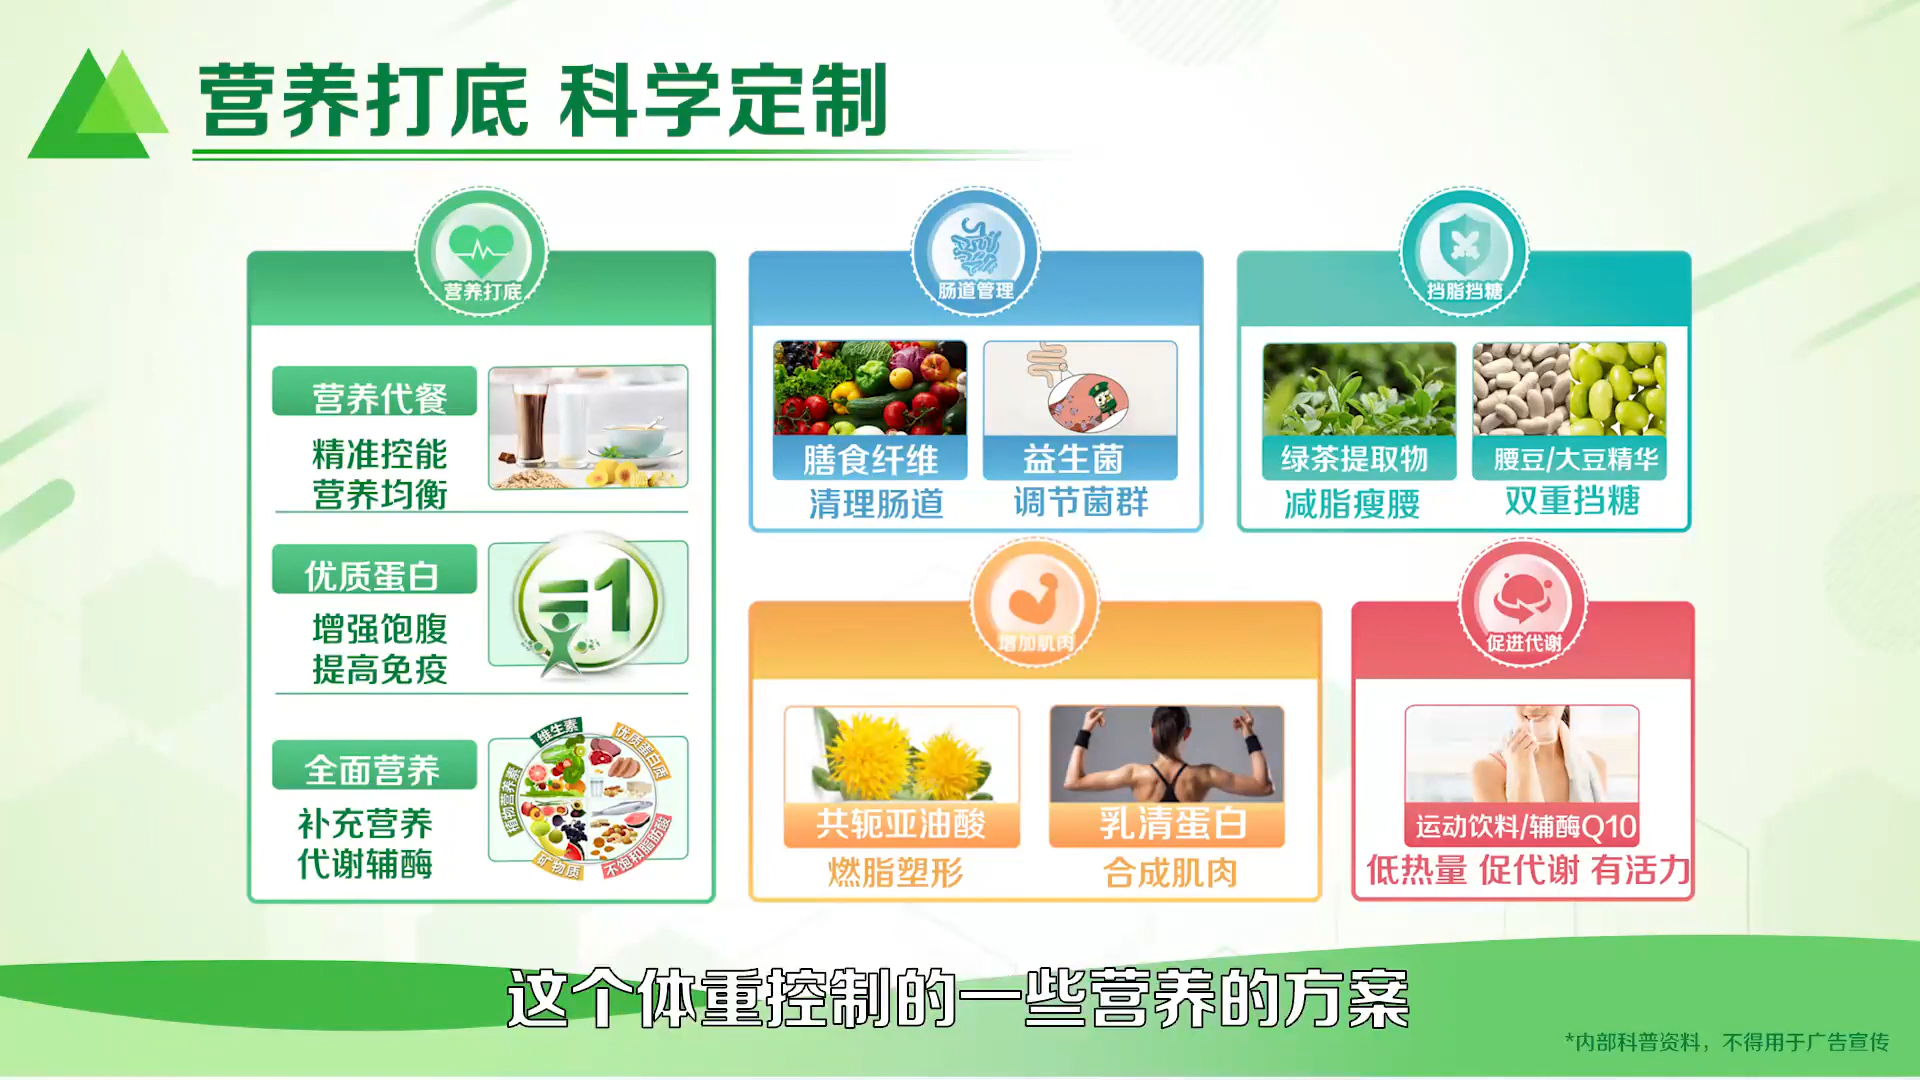 营养打底 科学定制
营养打底
营养代餐
精准控能
营养均衡
优质蛋白
增强饱腹
提高免疫
=1
全面营养
补充营养
代谢辅酶
维生素
优质蛋白质
植物营养素
矿物质
不饱和脂肪酸
肠道管理
膳食纤维
清理肠道
益生菌
调节菌群
挡脂挡糖
绿茶提取物
减脂瘦腰
腰豆/大豆精华
双重挡糖
增加肌肉
共轭亚油酸
燃脂塑形
乳清蛋白
合成肌肉
促进代谢
运动饮料/辅酶Q10
低热量 促代谢 有活力
这个体重控制的一些营养的方案
*内部科普资料，不得用于广告宣传